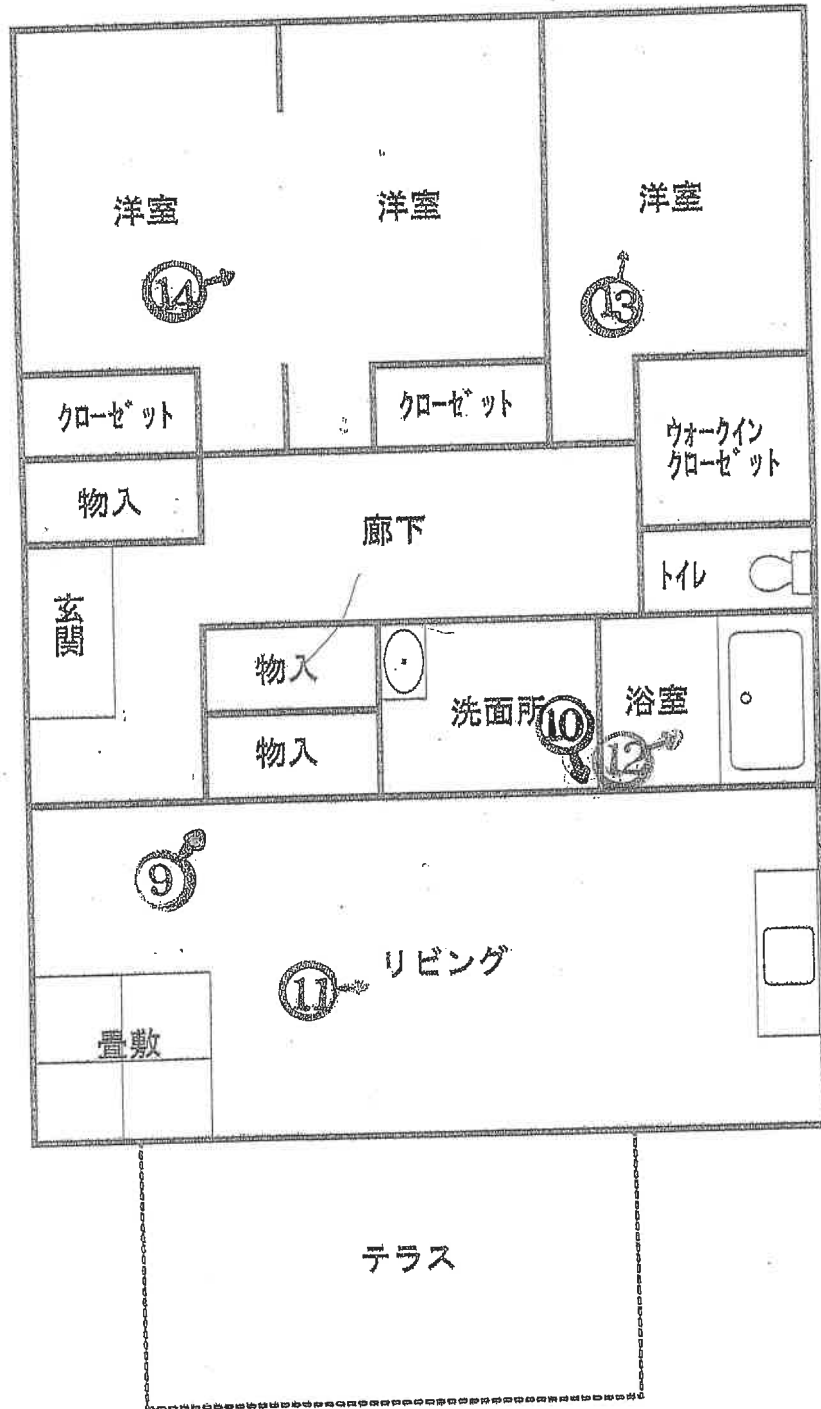 洋室
洋室
洋室
14
13
クローゼット
クローゼット
ウォークイン
クローゼット
物入
廊下
トイレ
玄関
物入
洗面所
10
浴室
12
物入
9
リビング
11
畳敷
テラス